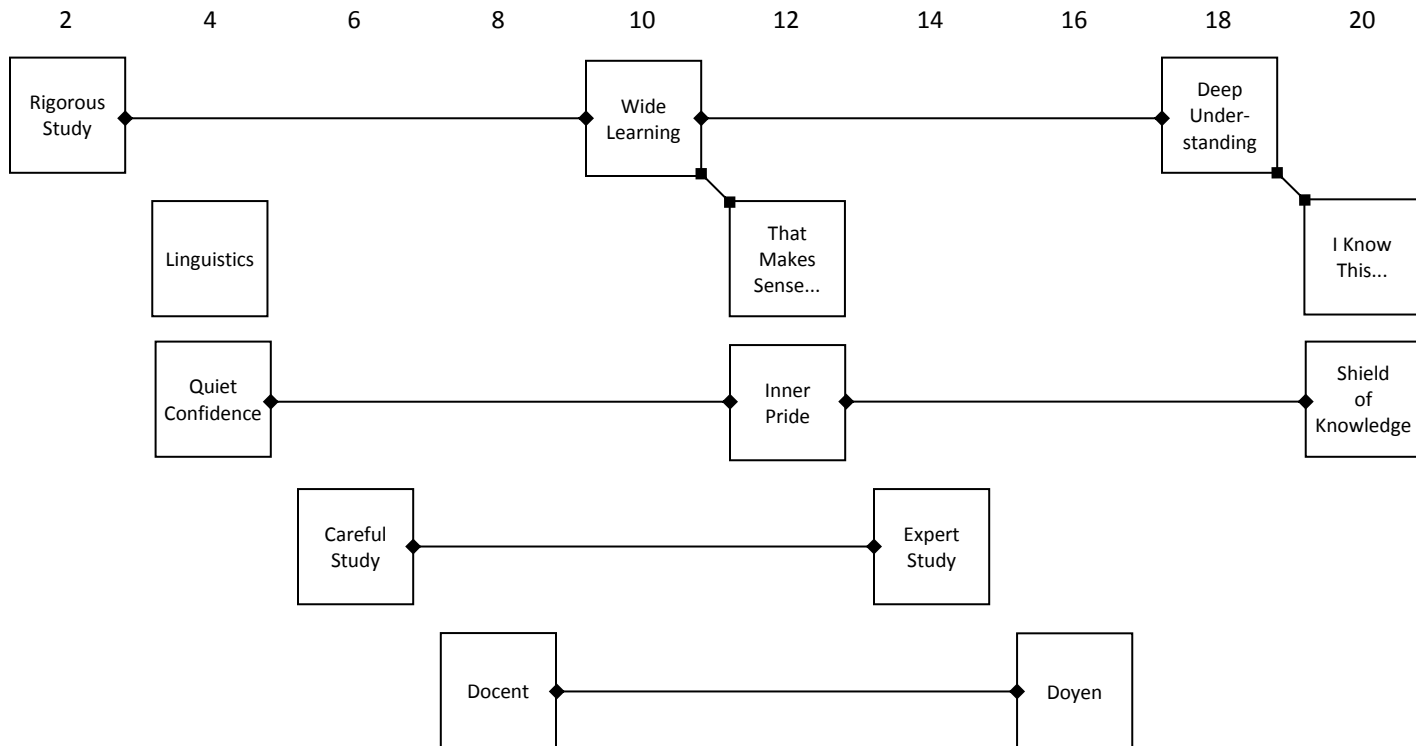 2 4 6 8 10 12 14 16 18 20
Rigorous
Study
Wide
Learning
Deep
Under-
standing
Linguistics
That
Makes
Sense...
I Know
This...
Quiet
Confidence
Inner
Pride
Shield
of
Knowledge
Careful
Study
Expert
Study
Docent
Doyen